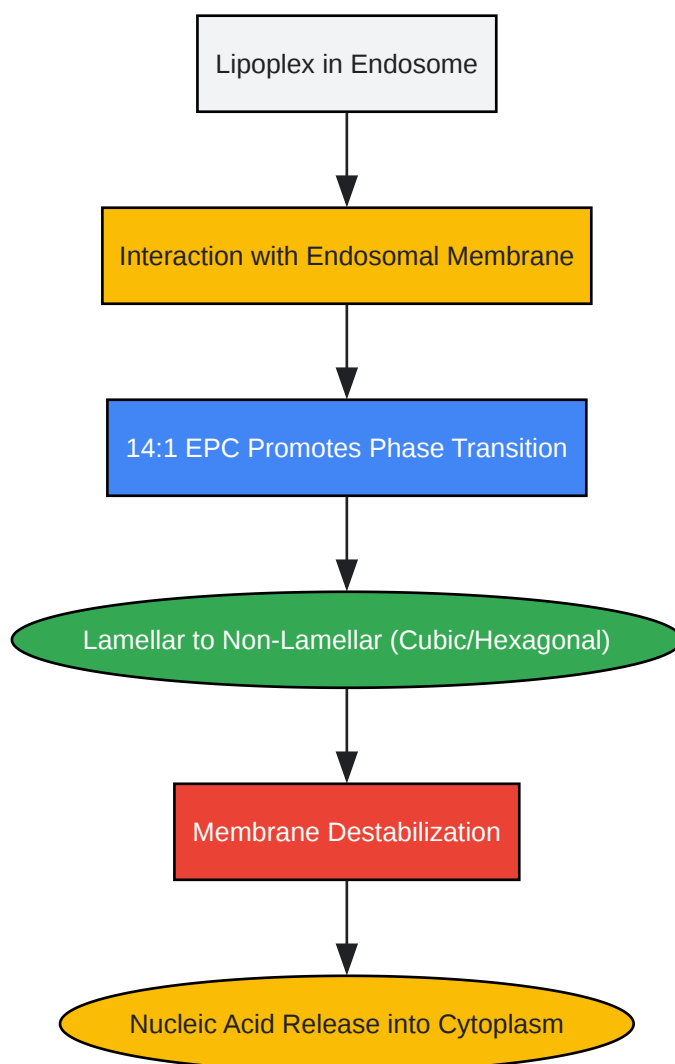 Lipoplex in Endosome
Interaction with Endosomal Membrane
14:1 EPC Promotes Phase Transition
Lamellar to Non-Lamellar (Cubic/Hexagonal)
Membrane Destabilization
Nucleic Acid Release into Cytoplasm